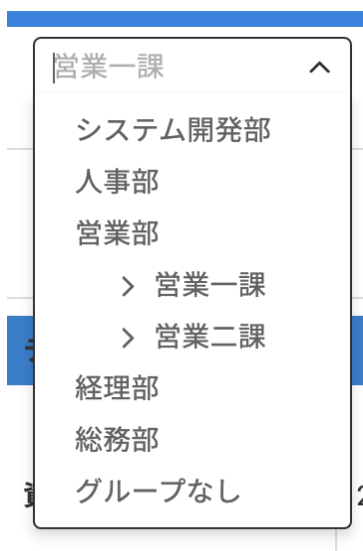 営業一課
システム開発部
人事部
営業部
> 営業一課
> 営業二課
経理部
総務部
グループなし